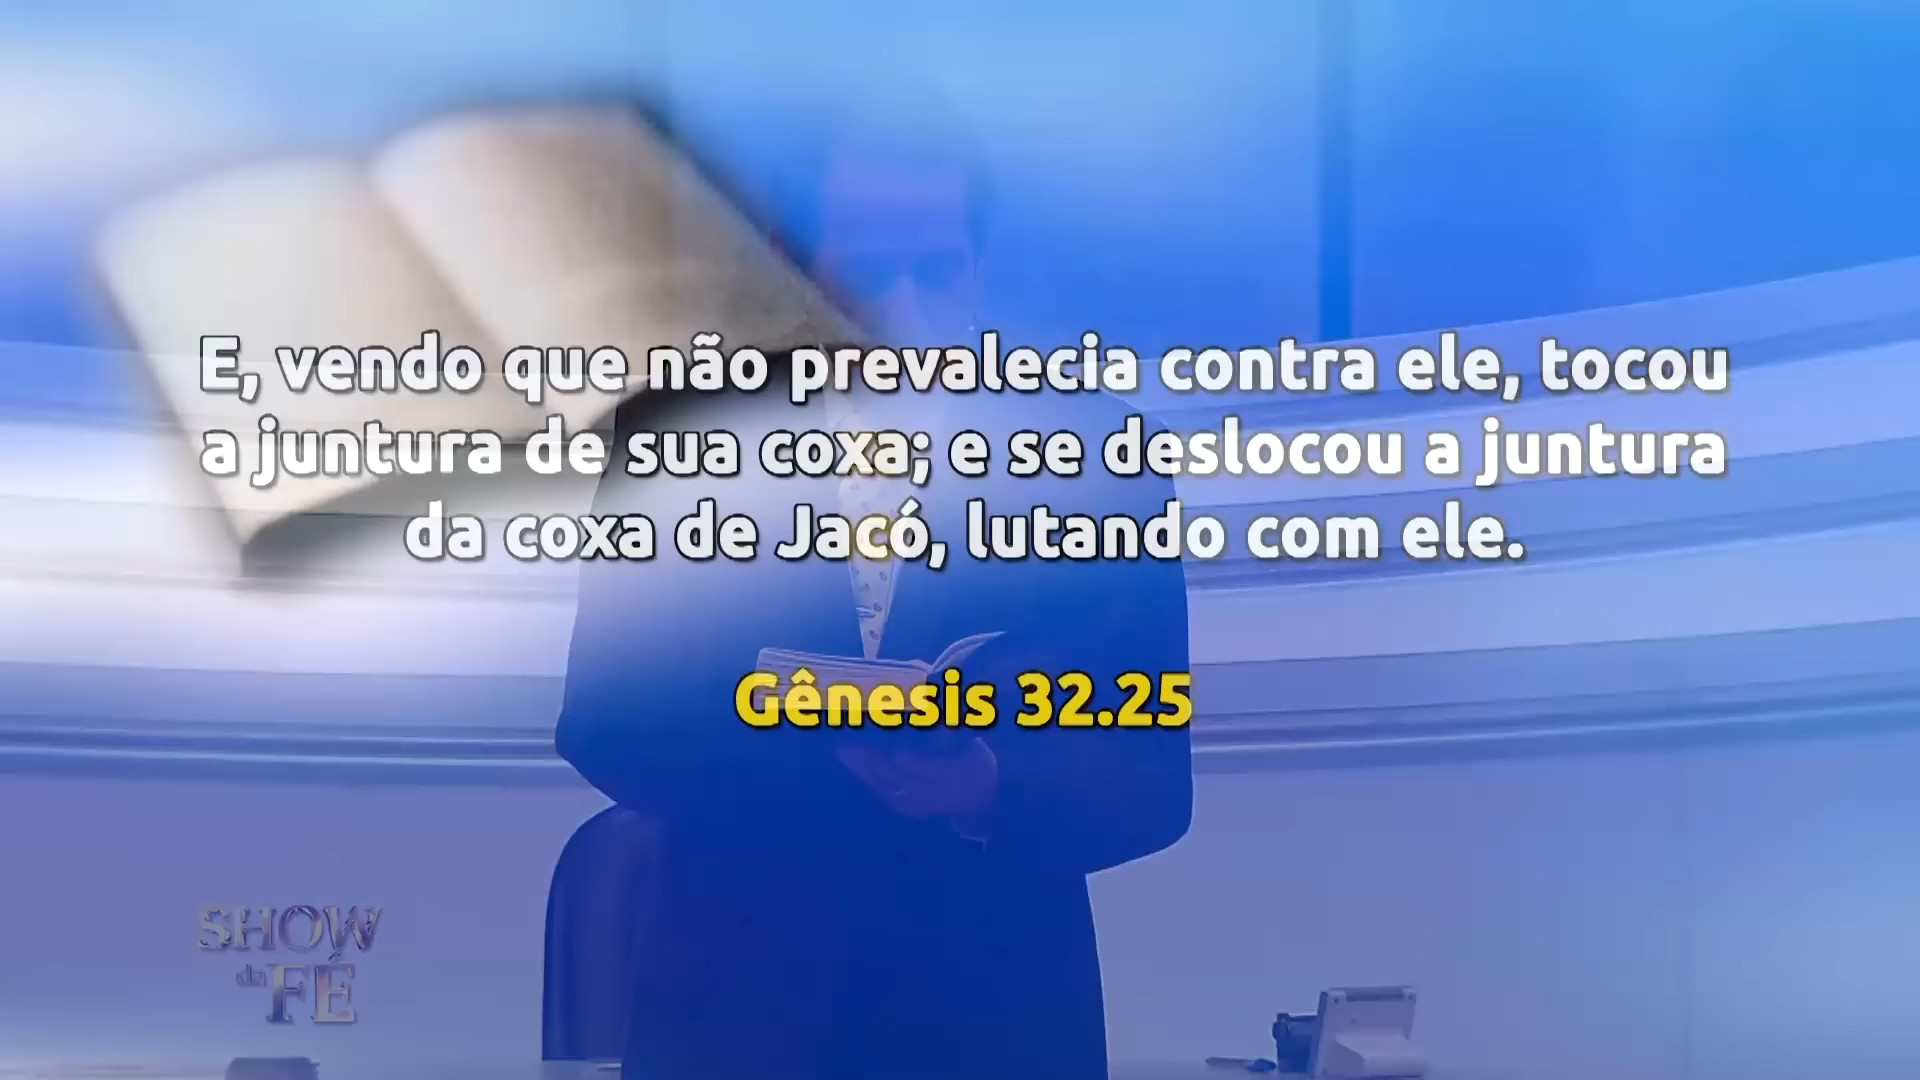 E, vendo que não prevalecia contra ele, tocou
a juntura de sua coxa; e se deslocou a juntura
da coxa de Jacó, lutando com ele.
Gênesis 32.25
SHOW
da FÉ